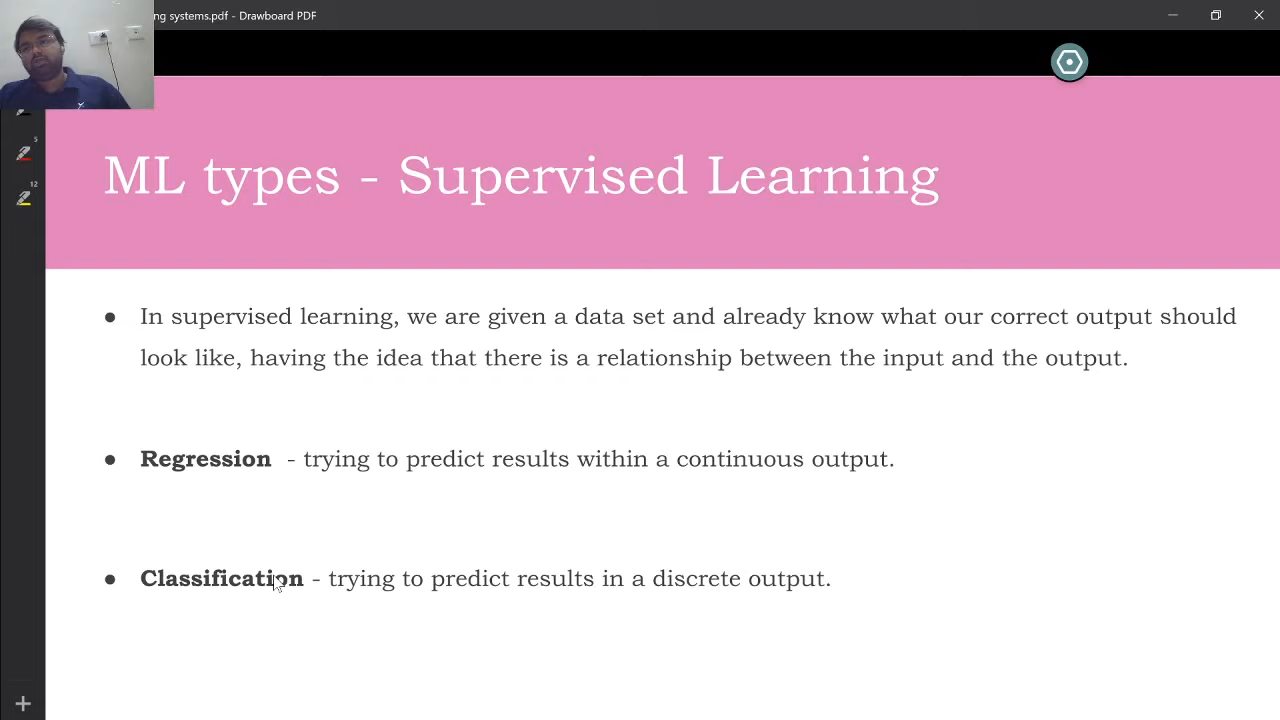 ng systems.pdf - Drawboard PDF
5
12
ML types - Supervised Learning
● In supervised learning, we are given a data set and already know what our correct output should
look like, having the idea that there is a relationship between the input and the output.
● Regression - trying to predict results within a continuous output.
● Classification - trying to predict results in a discrete output.